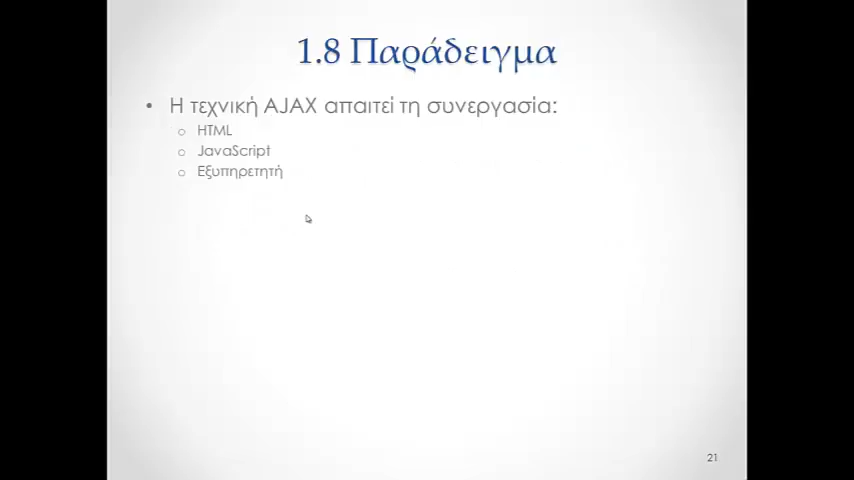 1.8 Παράδειγμα
• Η τεχνική AJAX απαιτεί τη συνεργασία:
o HTML
o JavaScript
o Εξυπηρετητή
21